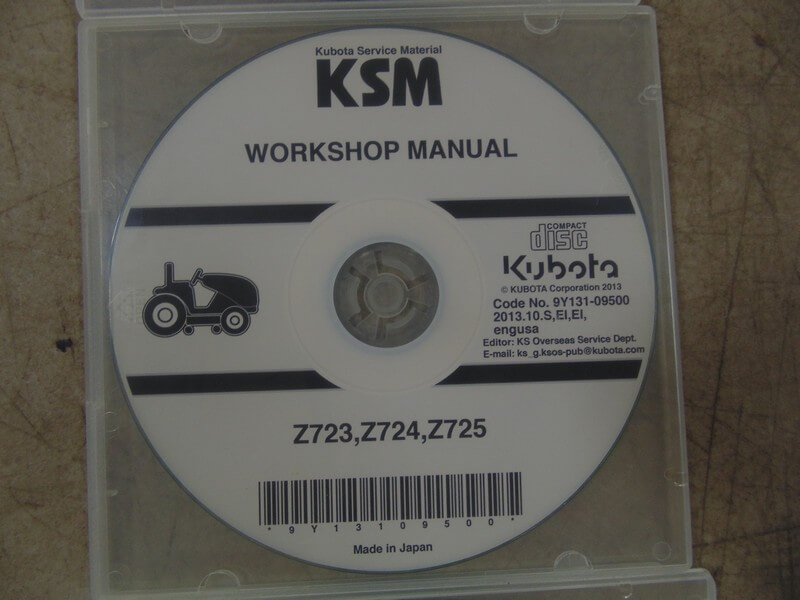 Kubota Service Material
KSM
WORKSHOP MANUAL
COMPACT
disc
Kubota
© KUBOTA Corporation 2013
Code No. 9Y131-09500
2013.10.S,EI,EI,
engusa
Editor: KS Overseas Service Dept.
E-mail: ks_g.ksos-pub@kubota.com
Z723,Z724,Z725
*9Y13109500*
Made in Japan